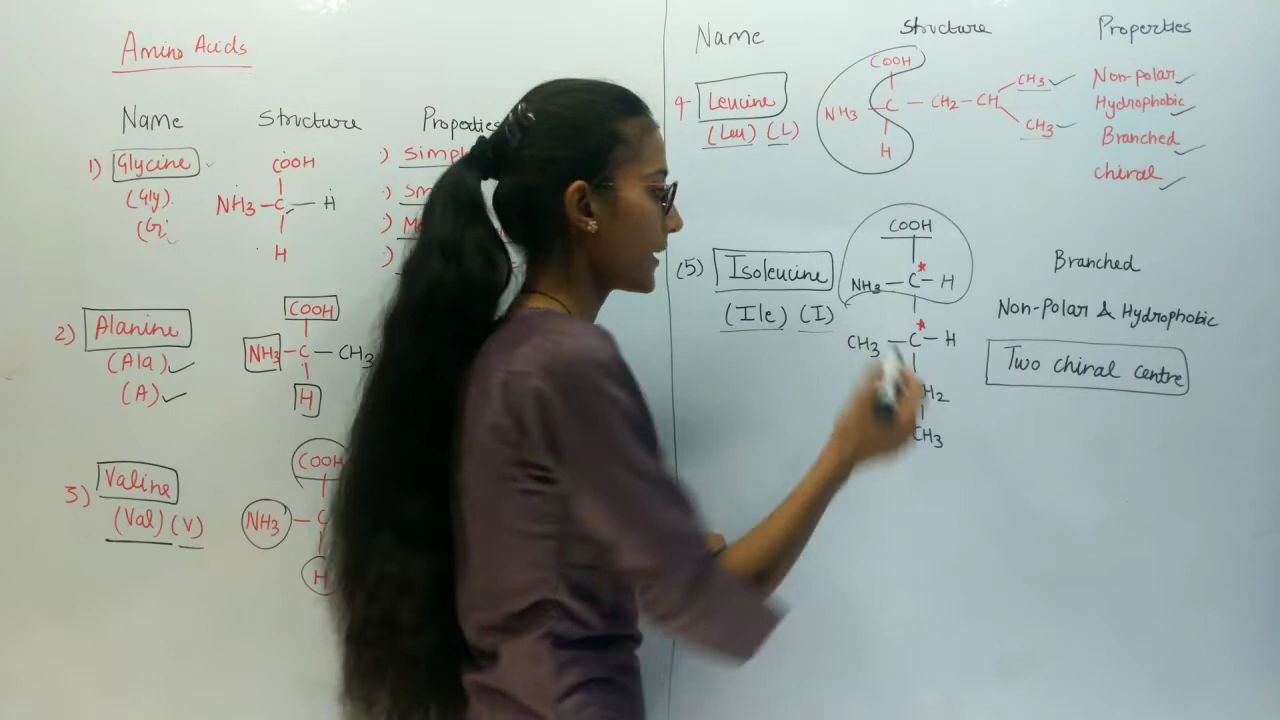 Amino Acids
Name Structure Properties
1) Glycine
(Gly)
COOH
NH3 — C — H
H
2) Alanine
(Ala)
(A)
COOH
NH3 — C — CH3
H
3) Valine
(Val) (V)
COOH
NH3 — C
H
Name Structure Properties
4 Leucine
(Leu) (L)
COOH
NH3 — C — CH2 — CH
CH3
CH3
H
Non-polar
Hydrophobic
Branched
chiral
(5) Isoleucine
(Ile) (I)
COOH
NH3 — C* — H
CH3 — C* — H
H2
CH3
Branched
Non-Polar & Hydrophobic
Two chiral centre